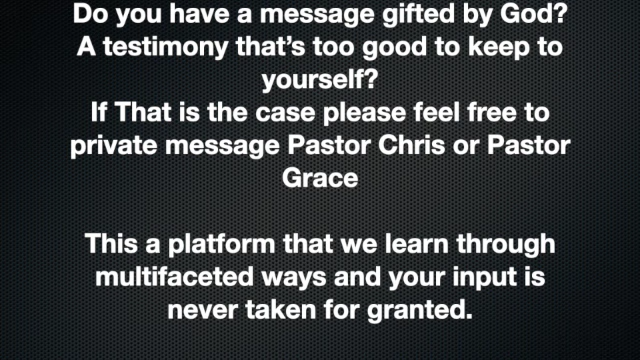 Do you have a message gifted by God?
A testimony that’s too good to keep to
yourself?
If That is the case please feel free to
private message Pastor Chris or Pastor
Grace
This a platform that we learn through
multifaceted ways and your input is
never taken for granted.